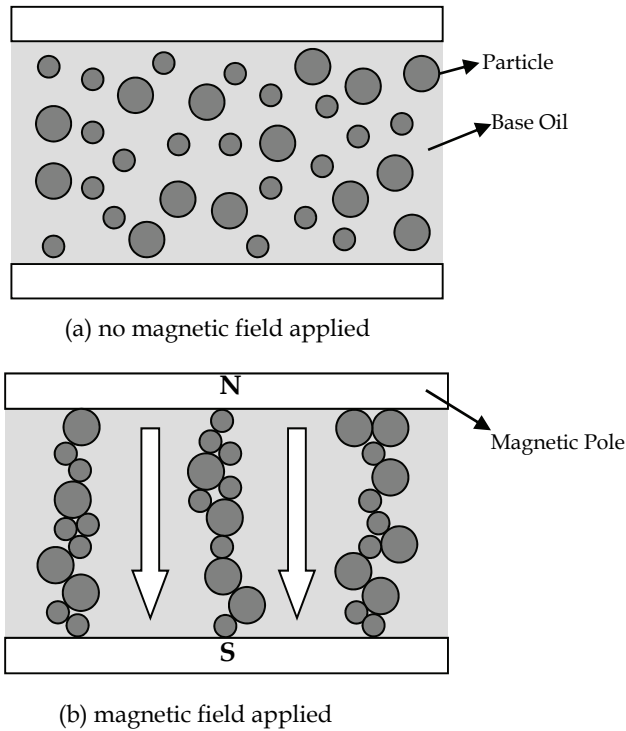 Particle
Base Oil
(a) no magnetic field applied
N
Magnetic Pole
S
(b) magnetic field applied